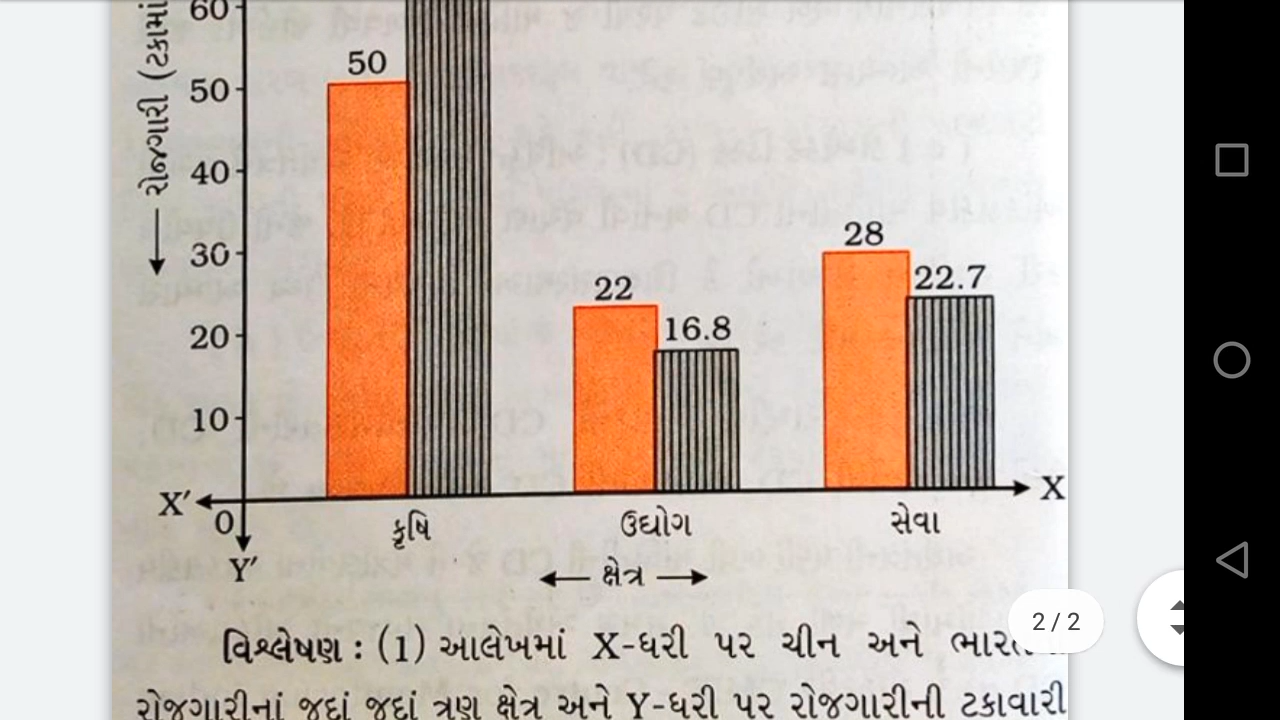 60
રોજગારી (ટકામાં
50
50
40
30
28
22.7
22
20
16.8
10
X′
X
0
કૃષિ
ઉદ્યોગ
સેવા
Y′
ક્ષેત્ર
2/2
વિશ્લેષણ : (1) આલેખમાં X-ધરી પર ચીન અને
રોજગારીનાં જુદાં જુદાં ત્રણ ક્ષેત્ર અને Y-ધરી પર રોજગારીની ટકાવારી